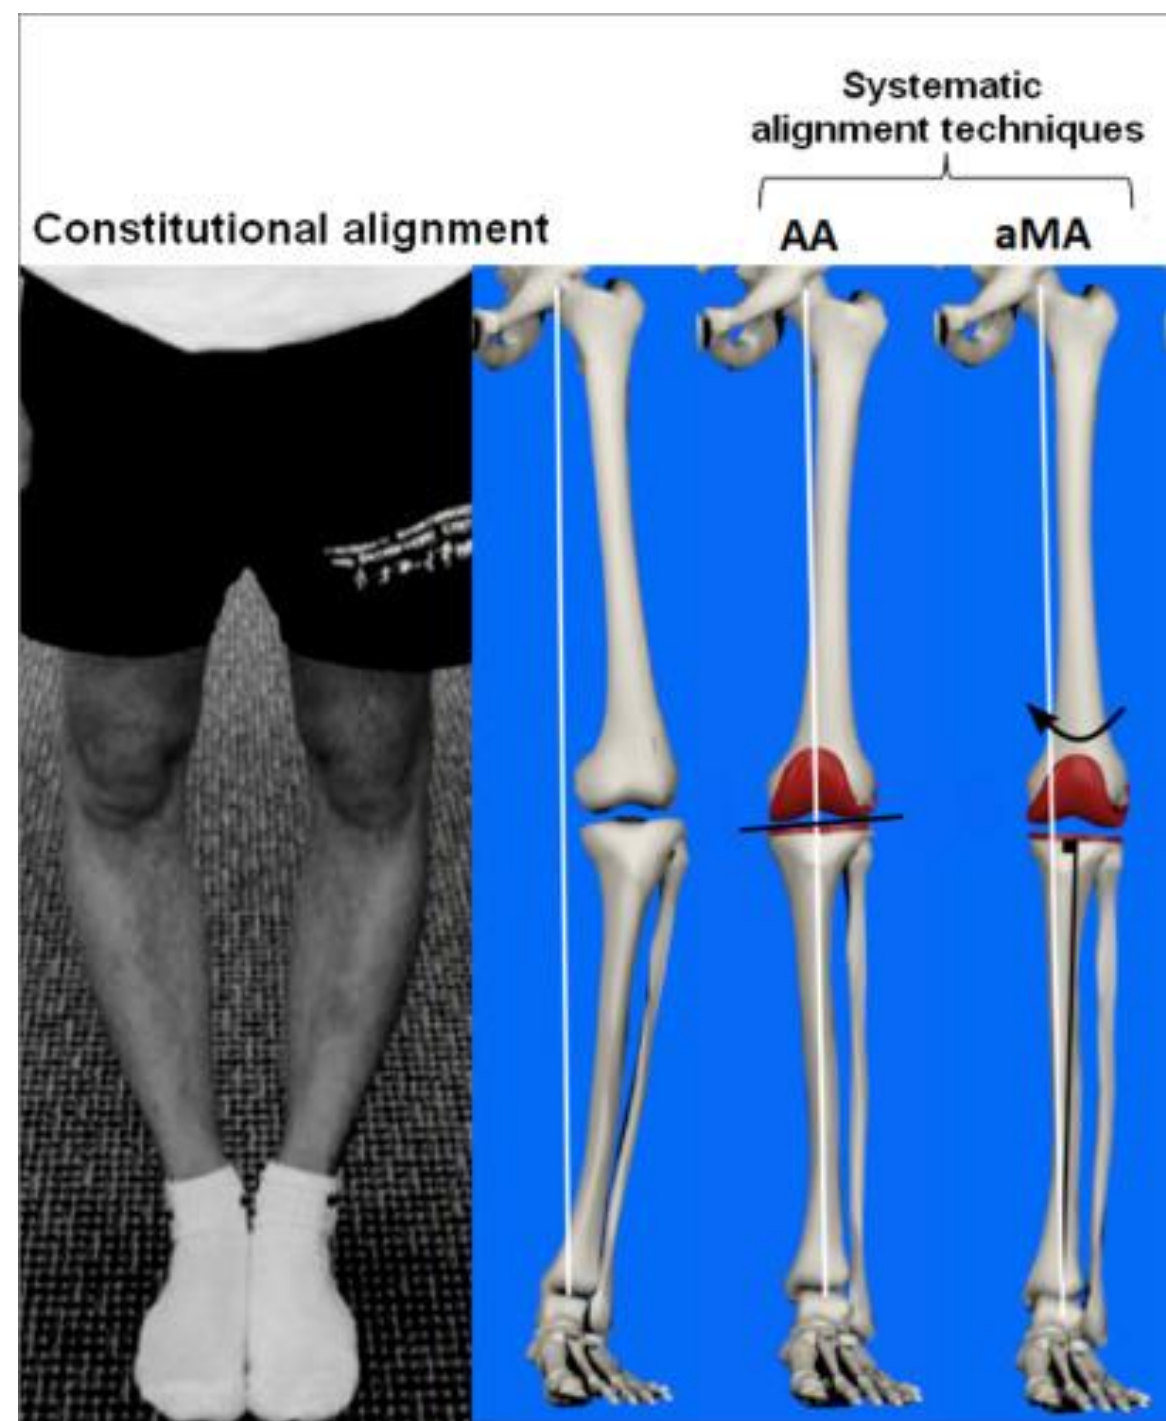 Systematic
alignment techniques
Constitutional alignment
AA
aMA